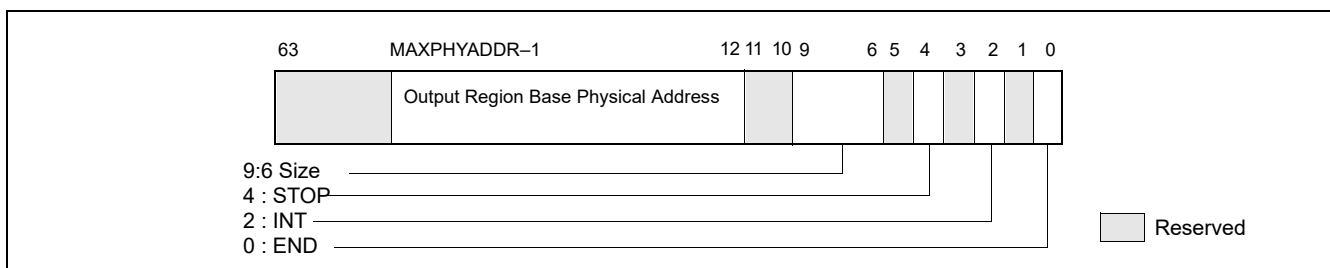 63 MAXPHYADDR–1 12 11 10 9 6 5 4 3 2 1 0
Output Region Base Physical Address
9:6 Size
4 : STOP
2 : INT
0 : END
Reserved